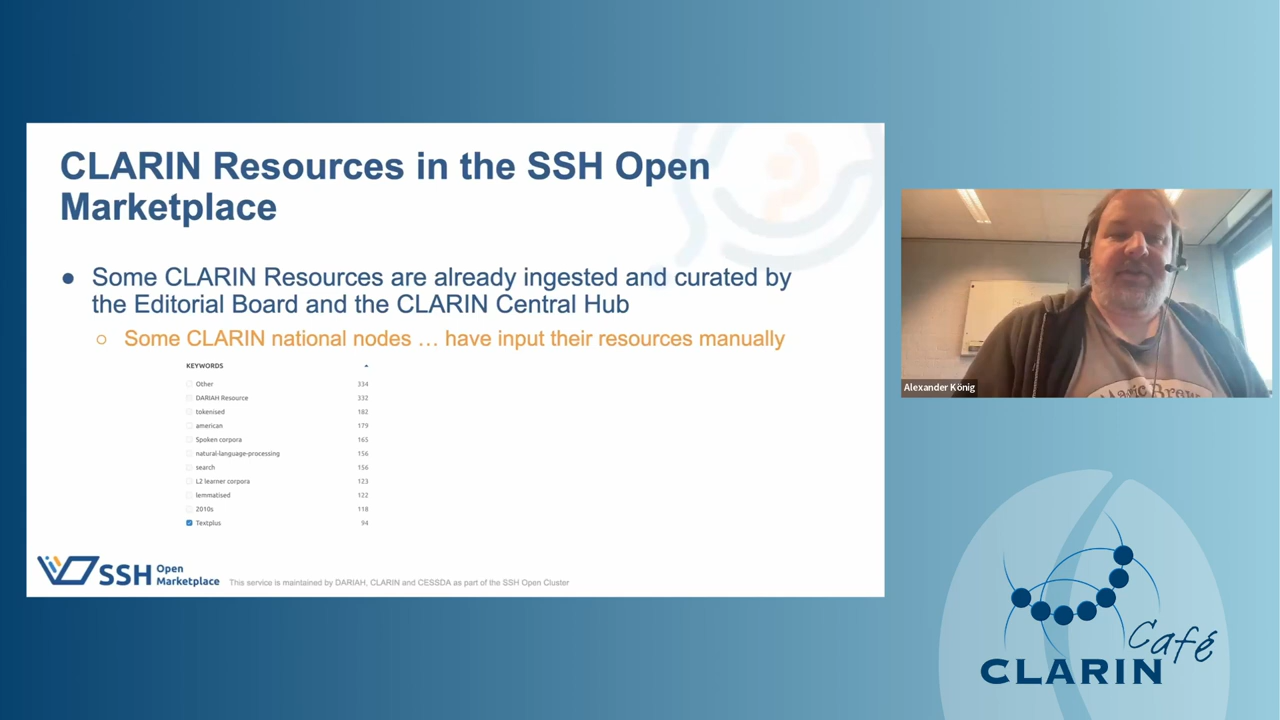 CLARIN Resources in the SSH Open
Marketplace
● Some CLARIN Resources are already ingested and curated by
the Editorial Board and the CLARIN Central Hub
○ Some CLARIN national nodes … have input their resources manually
KEYWORDS
Other 334
DARIAH Resource 332
tokenised 182
american 179
Spoken corpora 165
natural-language-processing 156
search 156
L2 learner corpora 123
lemmatised 122
2010s 118
Textplus 94
SSH Open
Marketplace
This service is maintained by DARIAH, CLARIN and CESSDA as part of the SSH Open Cluster
Alexander König
Magic Brew
Café
CLARIN